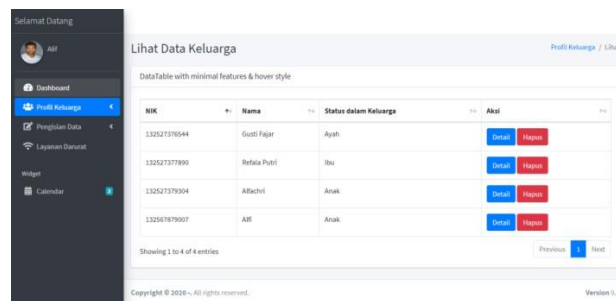 Selamat Datang
Alif
Dashboard
Profil Keluarga
Pengisian Data
Layanan Darurat
Widget
Calendar
Lihat Data Keluarga
Profil Keluarga / Liha
DataTable with minimal features & hover style
NIK Nama Status dalam Keluarga Aksi
132527376544 Gusti Fajar Ayah Detail Hapus
132527377890 Refala Putri Ibu Detail Hapus
132527379304 Alfachri Anak Detail Hapus
132567879007 Alfi Anak Detail Hapus
Showing 1 to 4 of 4 entries
Previous 1 Next
Copyright © 2020 -. All rights reserved.
Version